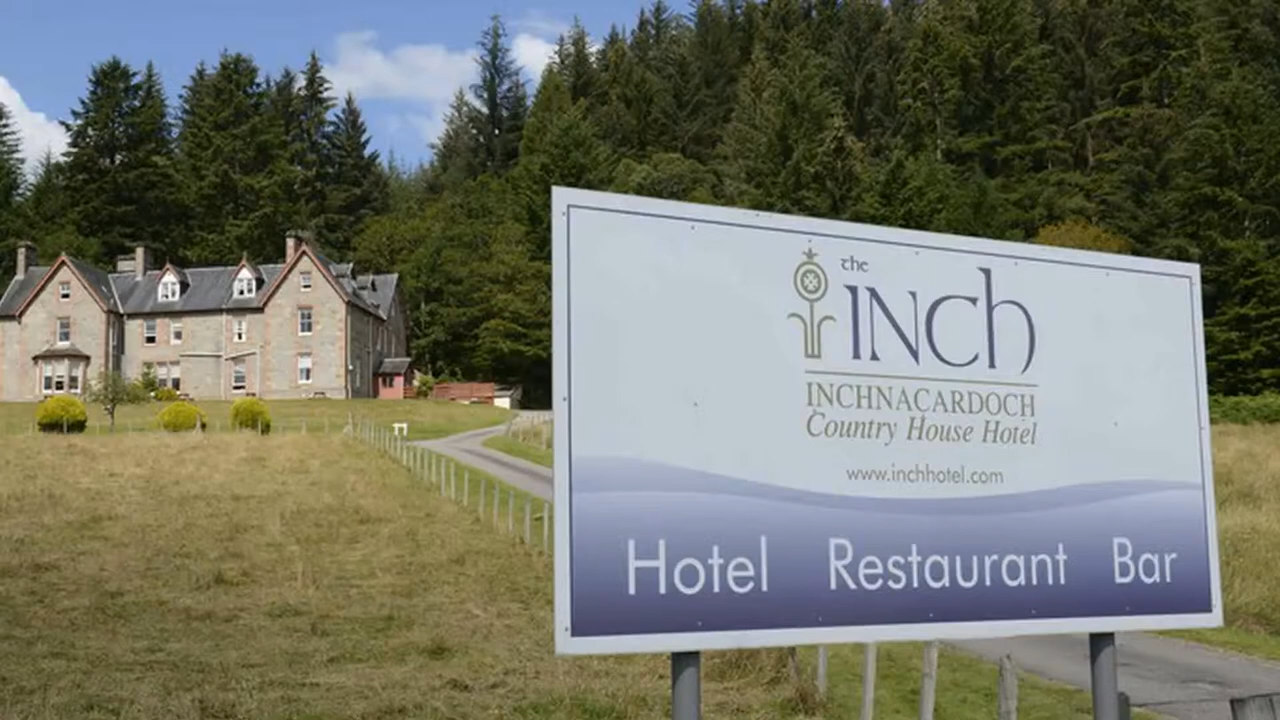 the
INCH
INCHNACARDOCH
Country House Hotel
www.inchhotel.com
Hotel Restaurant Bar